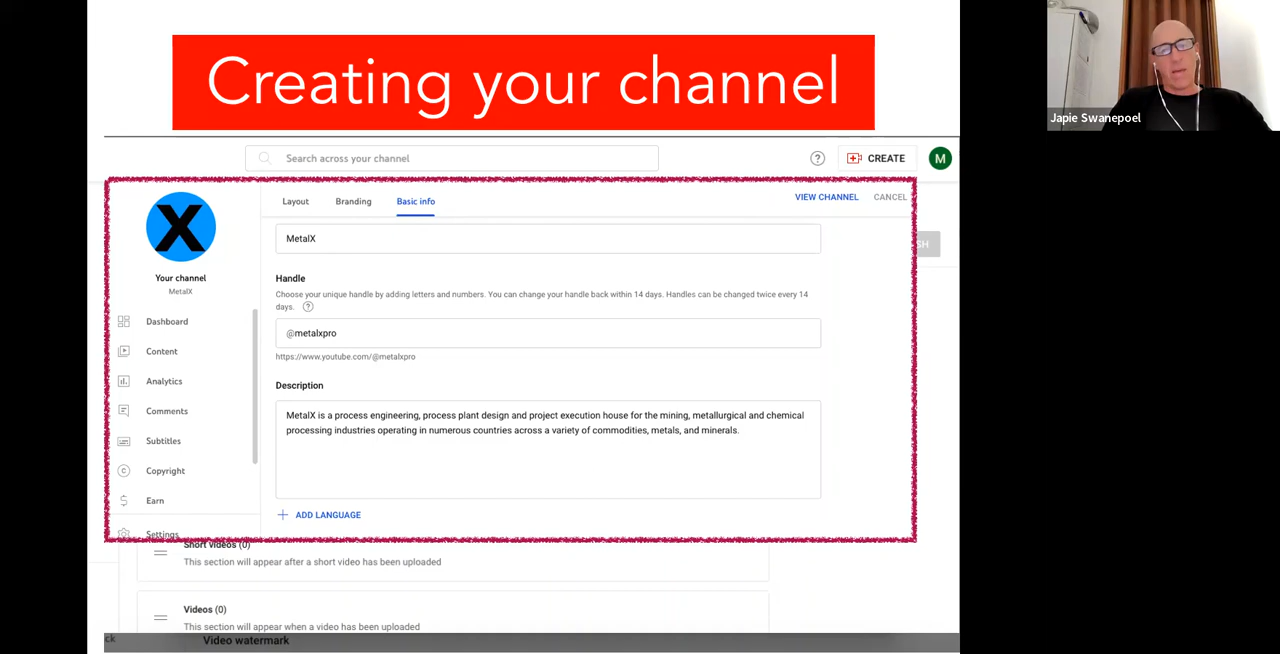 Creating your channel
Japie Swanepoel
Search across your channel
?
CREATE
M
X
Your channel
MetalX
Dashboard
Content
Analytics
Comments
Subtitles
Copyright
Earn
Settings
Layout
Branding
Basic info
VIEW CHANNEL
CANCEL
SH
MetalX
Handle
Choose your unique handle by adding letters and numbers. You can change your handle back within 14 days. Handles can be changed twice every 14
days. ?
@metalxpro
https://www.youtube.com/@metalxpro
Description
MetalX is a process engineering, process plant design and project execution house for the mining, metallurgical and chemical
processing industries operating in numerous countries across a variety of commodities, metals, and minerals.
+ ADD LANGUAGE
Short videos (0)
This section will appear after a short video has been uploaded
Videos (0)
This section will appear when a video has been uploaded
ck
Video watermark